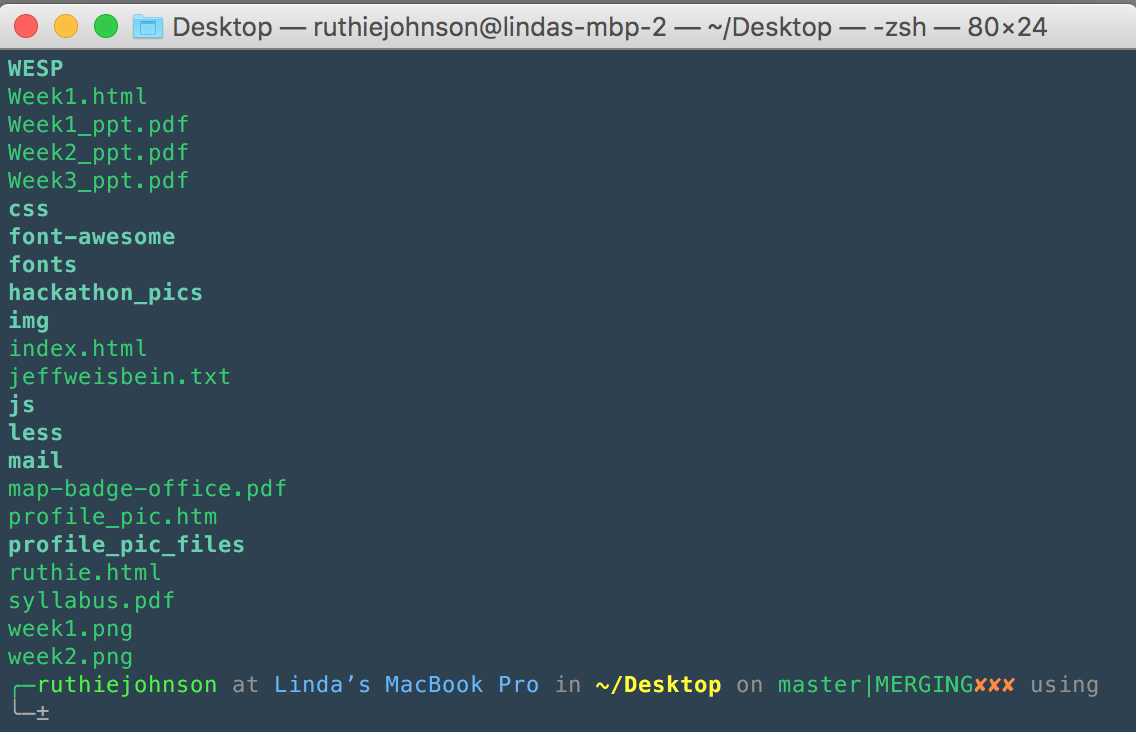 Desktop — ruthiejohnson@lindas-mbp-2 — ~/Desktop — -zsh — 80×24
WESP
Week1.html
Week1_ppt.pdf
Week2_ppt.pdf
Week3_ppt.pdf
css
font-awesome
fonts
hackathon_pics
img
index.html
jeffweisbein.txt
js
less
mail
map-badge-office.pdf
profile_pic.htm
profile_pic_files
ruthie.html
syllabus.pdf
week1.png
week2.png
╭─ruthiejohnson at Linda’s MacBook Pro in ~/Desktop on master|MERGING✘✘✘ using
╰─±